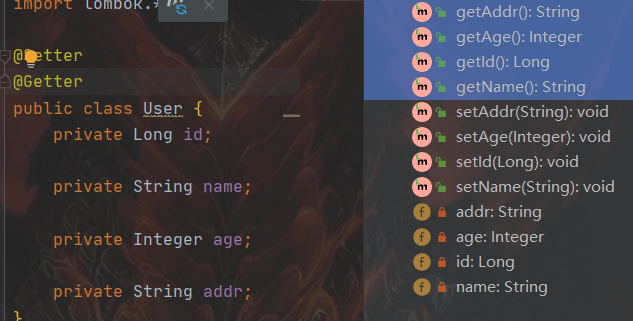 import lombok.*
@Setter
@Getter
public class User {
private Long id;
private String name;
private Integer age;
private String addr;
}
getAddr(): String
getAge(): Integer
getId(): Long
getName(): String
setAddr(String): void
setAge(Integer): void
setId(Long): void
setName(String): void
addr: String
age: Integer
id: Long
name: String